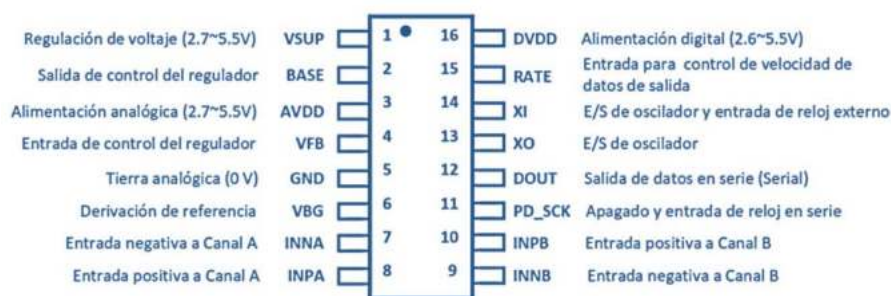 Regulación de voltaje (2.7~5.5V) VSUP 1 16 DVDD Alimentación digital (2.6~5.5V)
Salida de control del regulador BASE 2 15 RATE Entrada para control de velocidad de
datos de salida
Alimentación analógica (2.7~5.5V) AVDD 3 14 XI E/S de oscilador y entrada de reloj externo
Entrada de control del regulador VFB 4 13 XO E/S de oscilador
Tierra analógica (0 V) GND 5 12 DOUT Salida de datos en serie (Serial)
Derivación de referencia VBG 6 11 PD_SCK Apagado y entrada de reloj en serie
Entrada negativa a Canal A INNA 7 10 INPB Entrada positiva a Canal B
Entrada positiva a Canal A INPA 8 9 INNB Entrada negativa a Canal B